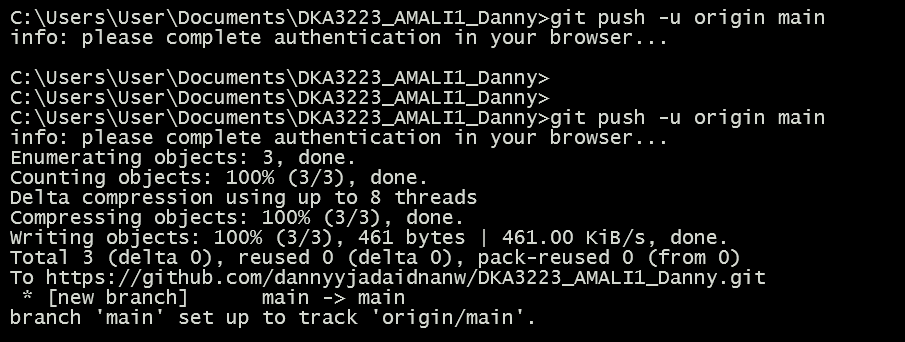 C:\Users\User\Documents\DKA3223_AMALI1_Danny>git push -u origin main
info: please complete authentication in your browser...
C:\Users\User\Documents\DKA3223_AMALI1_Danny>
C:\Users\User\Documents\DKA3223_AMALI1_Danny>
C:\Users\User\Documents\DKA3223_AMALI1_Danny>git push -u origin main
info: please complete authentication in your browser...
Enumerating objects: 3, done.
Counting objects: 100% (3/3), done.
Delta compression using up to 8 threads
Compressing objects: 100% (3/3), done.
Writing objects: 100% (3/3), 461 bytes | 461.00 KiB/s, done.
Total 3 (delta 0), reused 0 (delta 0), pack-reused 0 (from 0)
To https://github.com/dannyyjadaidnanw/DKA3223_AMALI1_Danny.git
 * [new branch]      main -> main
branch 'main' set up to track 'origin/main'.